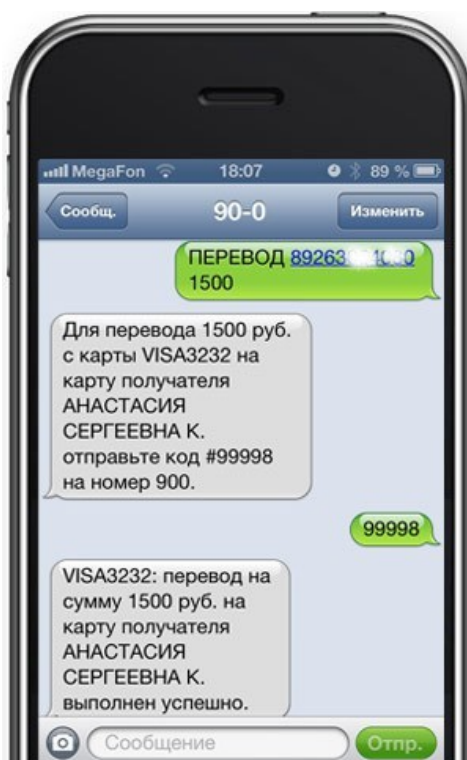 MegaFon 18:07 89 %
Сообщ. 90-0 Изменить
ПЕРЕВОД 89263
1500
Для перевода 1500 руб.
с карты VISA3232 на
карту получателя
АНАСТАСИЯ
СЕРГЕЕВНА К.
отправьте код #99998
на номер 900.
99998
VISA3232: перевод на
сумму 1500 руб. на
карту получателя
АНАСТАСИЯ
СЕРГЕЕВНА К.
выполнен успешно.
Сообщение Отпр.